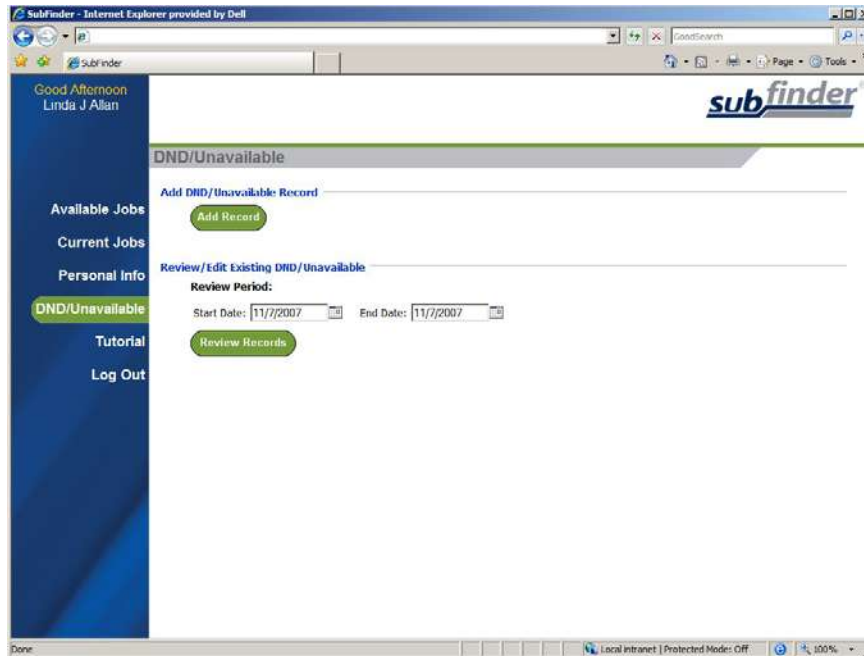 SubFinder - Internet Explorer provided by Dell
GoodSearch
SubFinder
Page
Tools
Good Afternoon
Linda J Allan
subfinder
DND/Unavailable
Add DND/Unavailable Record
Add Record
Available Jobs
Current Jobs
Personal Info
DND/Unavailable
Tutorial
Log Out
Review/Edit Existing DND/Unavailable
Review Period:
Start Date: 11/7/2007 End Date: 11/7/2007
Review Records
Done
Local intranet | Protected Mode: Off
100%